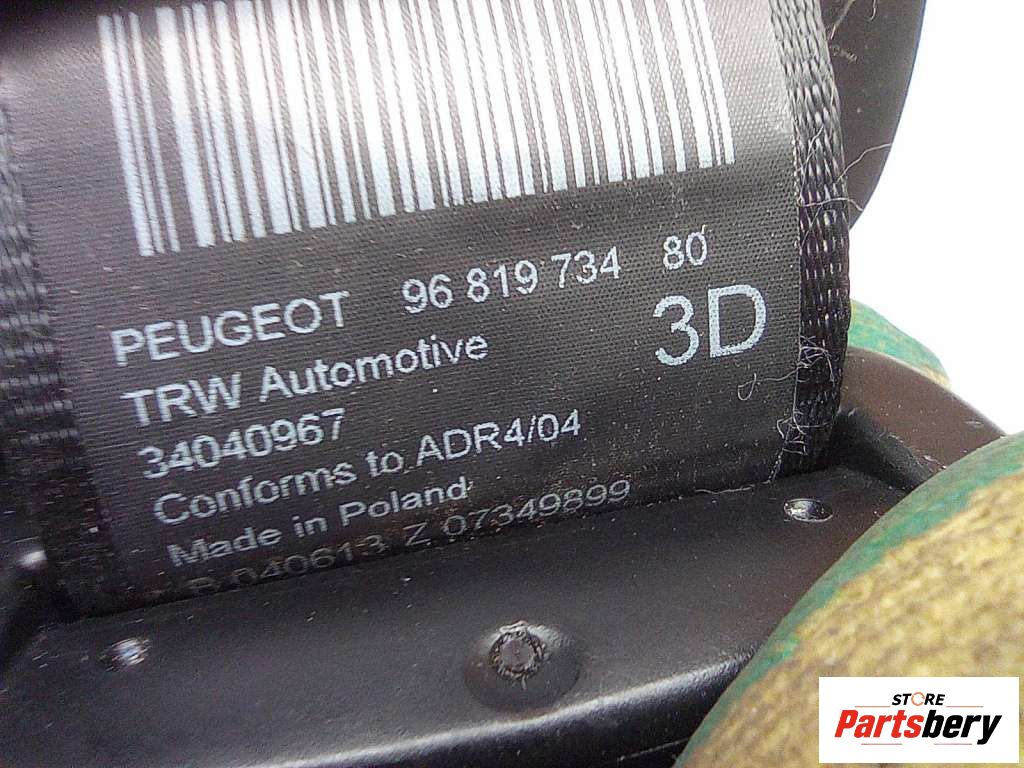 PEUGEOT 96 819 734 80
3D
TRW Automotive
34040967
Conforms to ADR4/04
Made in Poland
040613 Z 07349899
STORE
Partsbery